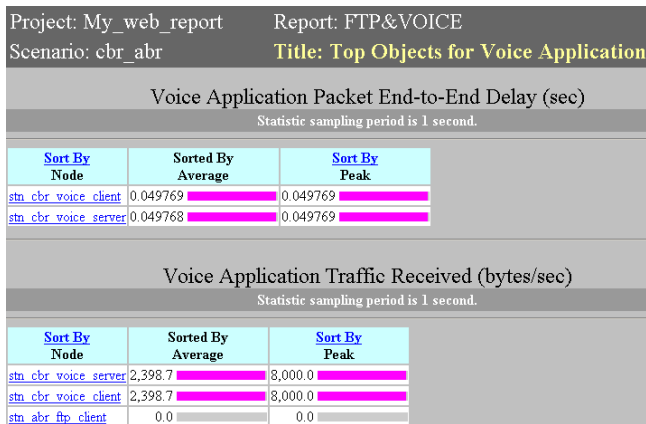 Project: My_web_report Report: FTP&VOICE
Scenario: cbr_abr Title: Top Objects for Voice Application
Voice Application Packet End-to-End Delay (sec)
Statistic sampling period is 1 second.
Sort By Sorted By Sort By
Node Average Peak
stn_cbr_voice_client 0.049769 0.049769
stn_cbr_voice_server 0.049768 0.049769
Voice Application Traffic Received (bytes/sec)
Statistic sampling period is 1 second.
Sort By Sorted By Sort By
Node Average Peak
stn_cbr_voice_server 2,398.7 8,000.0
stn_cbr_voice_client 2,398.7 8,000.0
stn_abr_ftp_client 0.0 0.0